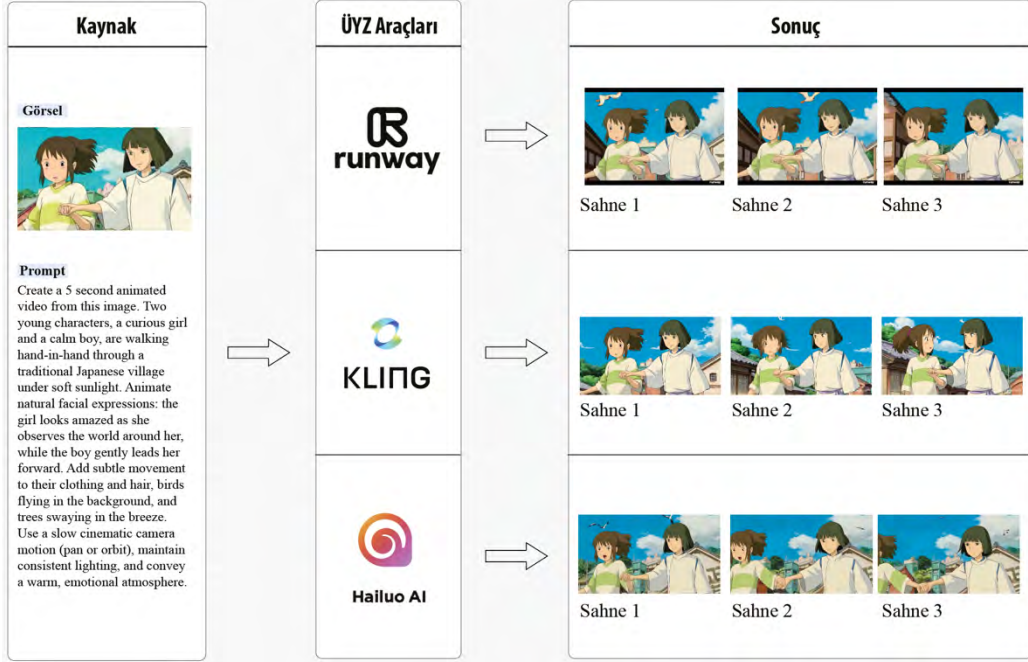 Kaynak
Görsel
Prompt
Create a 5 second animated
video from this image. Two
young characters, a curious girl
and a calm boy, are walking
hand-in-hand through a
traditional Japanese village
under soft sunlight. Animate
natural facial expressions: the
girl looks amazed as she
observes the world around her,
while the boy gently leads her
forward. Add subtle movement
to their clothing and hair, birds
flying in the background, and
trees swaying in the breeze.
Use a slow cinematic camera
motion (pan or orbit), maintain
consistent lighting, and convey
a warm, emotional atmosphere.
ÜYZ Araçları
runway
KLING
Hailuo AI
Sonuç
runway
runway
runway
Sahne 1
Sahne 2
Sahne 3
Sahne 1
Sahne 2
Sahne 3
Sahne 1
Sahne 2
Sahne 3